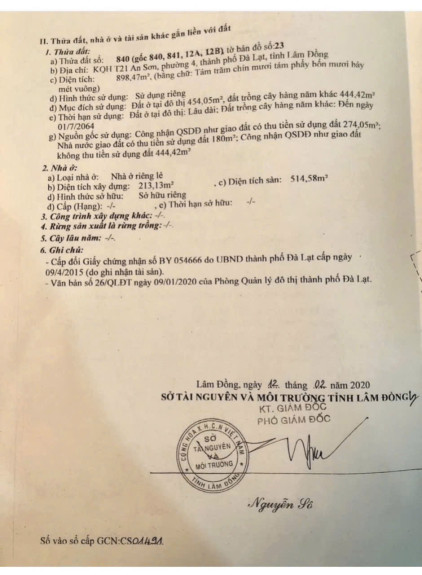 II. Thửa đất, nhà ở và tài sản khác gắn liền với đất
1. Thửa đất:
a) Thửa đất số: 840 (gốc 840, 841, 12A, 12B), tờ bản đồ số:23
b) Địa chỉ: KQH T21 An Sơn, phường 4, thành phố Đà Lạt, tỉnh Lâm Đồng
c) Diện tích: 898,47m², (bằng chữ: Tám trăm chín mươi tám phẩy bốn mươi bảy
mét vuông)
d) Hình thức sử dụng: Sử dụng riêng
đ) Mục đích sử dụng: Đất ở tại đô thị 454,05m², đất trồng cây hàng năm khác 444,42m²
e) Thời hạn sử dụng: Đất ở tại đô thị: Lâu dài; Đất trồng cây hàng năm khác: Đến ngày
01/7/2064
g) Nguồn gốc sử dụng: Công nhận QSDĐ như giao đất có thu tiền sử dụng đất 274,05m²;
Nhà nước giao đất có thu tiền sử dụng đất 180m²; Công nhận QSDĐ như giao đất
không thu tiền sử dụng đất 444,42m²
2. Nhà ở:
a) Loại nhà ở: Nhà ở riêng lẻ
b) Diện tích xây dựng: 213,13m² , c) Diện tích sàn: 514,58m²
d) Hình thức sở hữu: Sở hữu riêng
đ) Cấp (Hạng): -/- , e) Thời hạn sở hữu: -/-
3. Công trình xây dựng khác: -/-
4. Rừng sản xuất là rừng trồng: -/-
5. Cây lâu năm: -/-
6. Ghi chú:
- Cấp đổi Giấy chứng nhận số BY 054666 do UBND thành phố Đà Lạt cấp ngày
09/4/2015 (do ghi nhận tài sản).
- Văn bản số 26/QLĐT ngày 09/01/2020 của Phòng Quản lý đô thị thành phố Đà Lạt.
Lâm Đồng, ngày 12 tháng 02 năm 2020
SỞ TÀI NGUYÊN VÀ MÔI TRƯỜNG TỈNH LÂM ĐỒNG
KT. GIÁM ĐỐC
PHÓ GIÁM ĐỐC
CỘNG HÒA X.H.C.N VIỆT NAM
SỞ
TÀI NGUYÊN
VÀ
MÔI TRƯỜNG
TỈNH LÂM ĐỒNG
Nguyễn Sê
Số vào sổ cấp GCN:CS01491